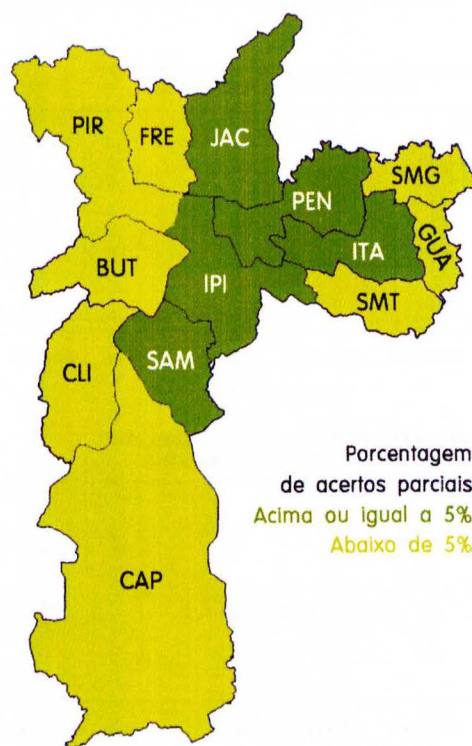 PIR
FRE
JAC
PEN
SMG
GUA
ITA
BUT
IPI
SMT
CLI
SAM
CAP
Porcentagem
de acertos parciais
Acima ou igual a 5%
Abaixo de 5%